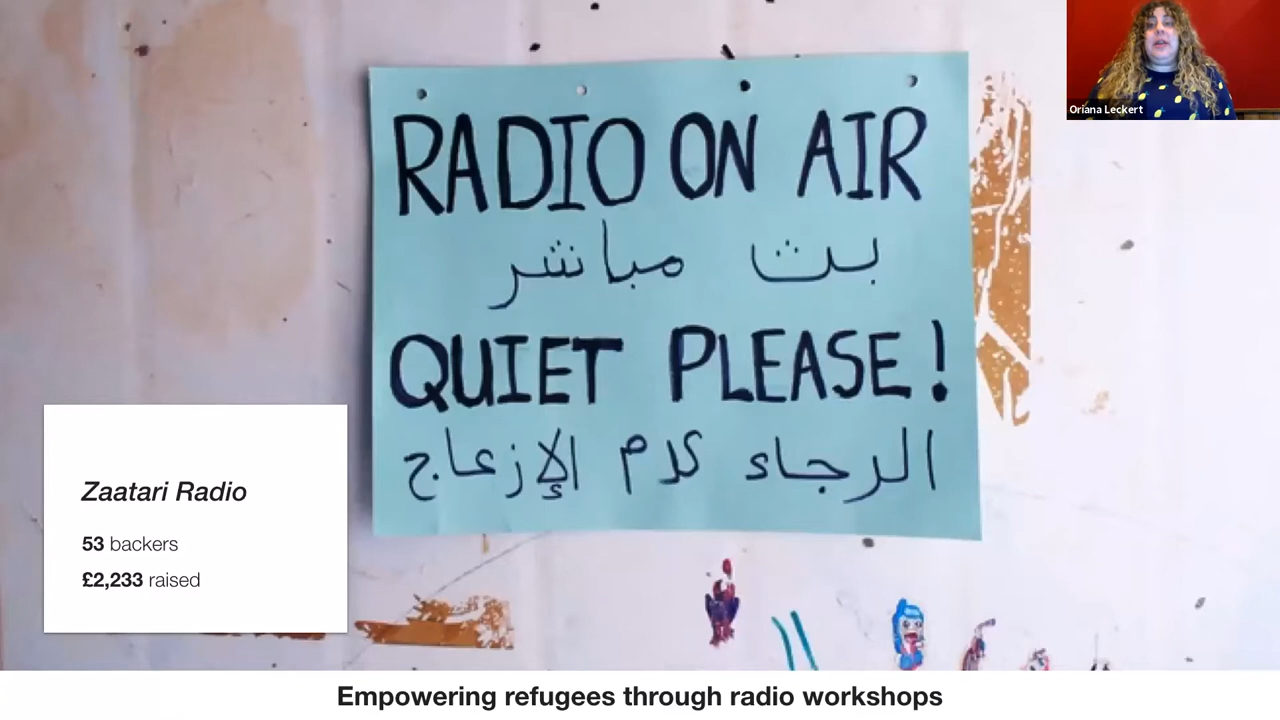 RADIO ON AIR
بث مباشر
QUIET PLEASE!
الرجاء عدم الإزعاج
Oriana Leckert
Zaatari Radio
53 backers
£2,233 raised
Empowering refugees through radio workshops